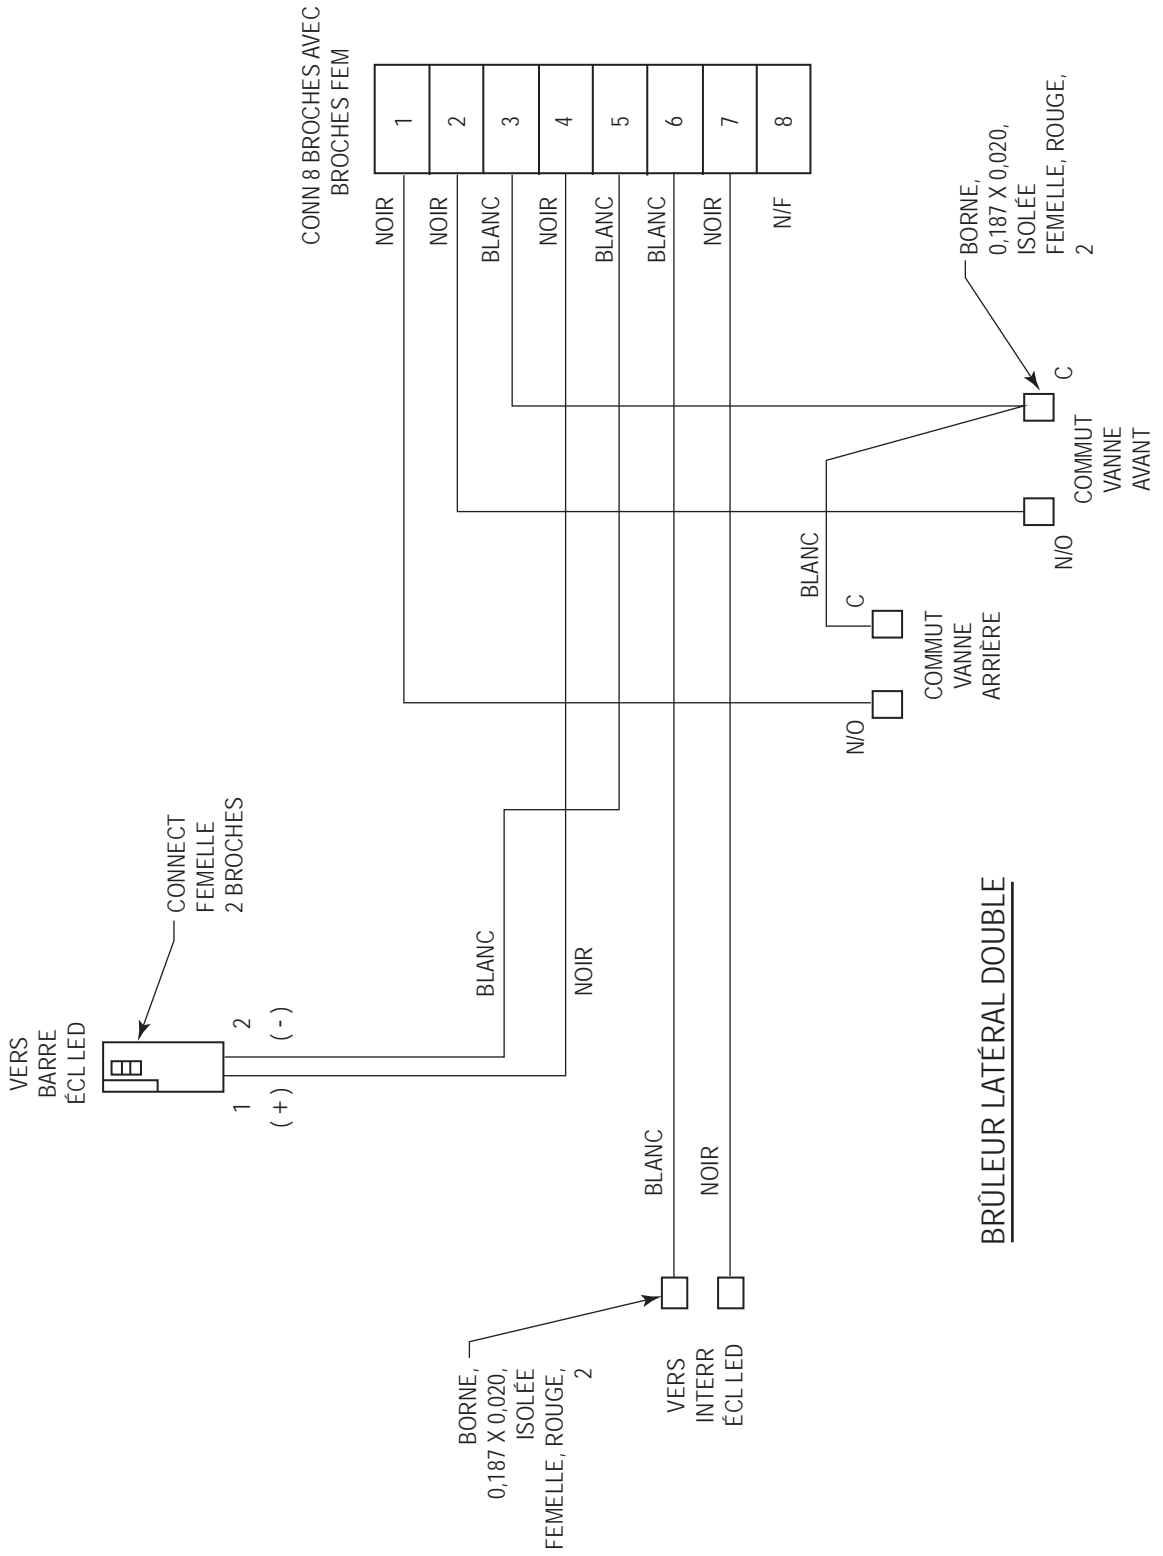 VERS
BARRE
ÉCL LED
CONNECT
FEMELLE
2 BROCHES
1
2
(+)
(-)
CONN 8 BROCHES AVEC
BROCHES FEM
NOIR
1
NOIR
2
BLANC
3
NOIR
4
BLANC
5
BLANC
6
NOIR
7
N/F
8
BLANC
NOIR
BLANC
NOIR
BORNE,
0,187 X 0,020,
ISOLÉE
FEMELLE, ROUGE,
2
VERS
INTERR
ÉCL LED
BLANC
N/O
C
COMMUT
VANNE
ARRIÈRE
N/O
C
COMMUT
VANNE
AVANT
BORNE,
0,187 X 0,020,
ISOLÉE
FEMELLE, ROUGE,
2
BRÛLEUR LATÉRAL DOUBLE